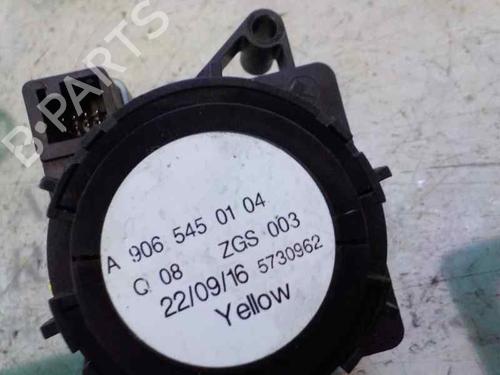 B-PARTS
A 906 545 01 04
Q 08 ZGS 003
22/09/16 5730962
Yellow